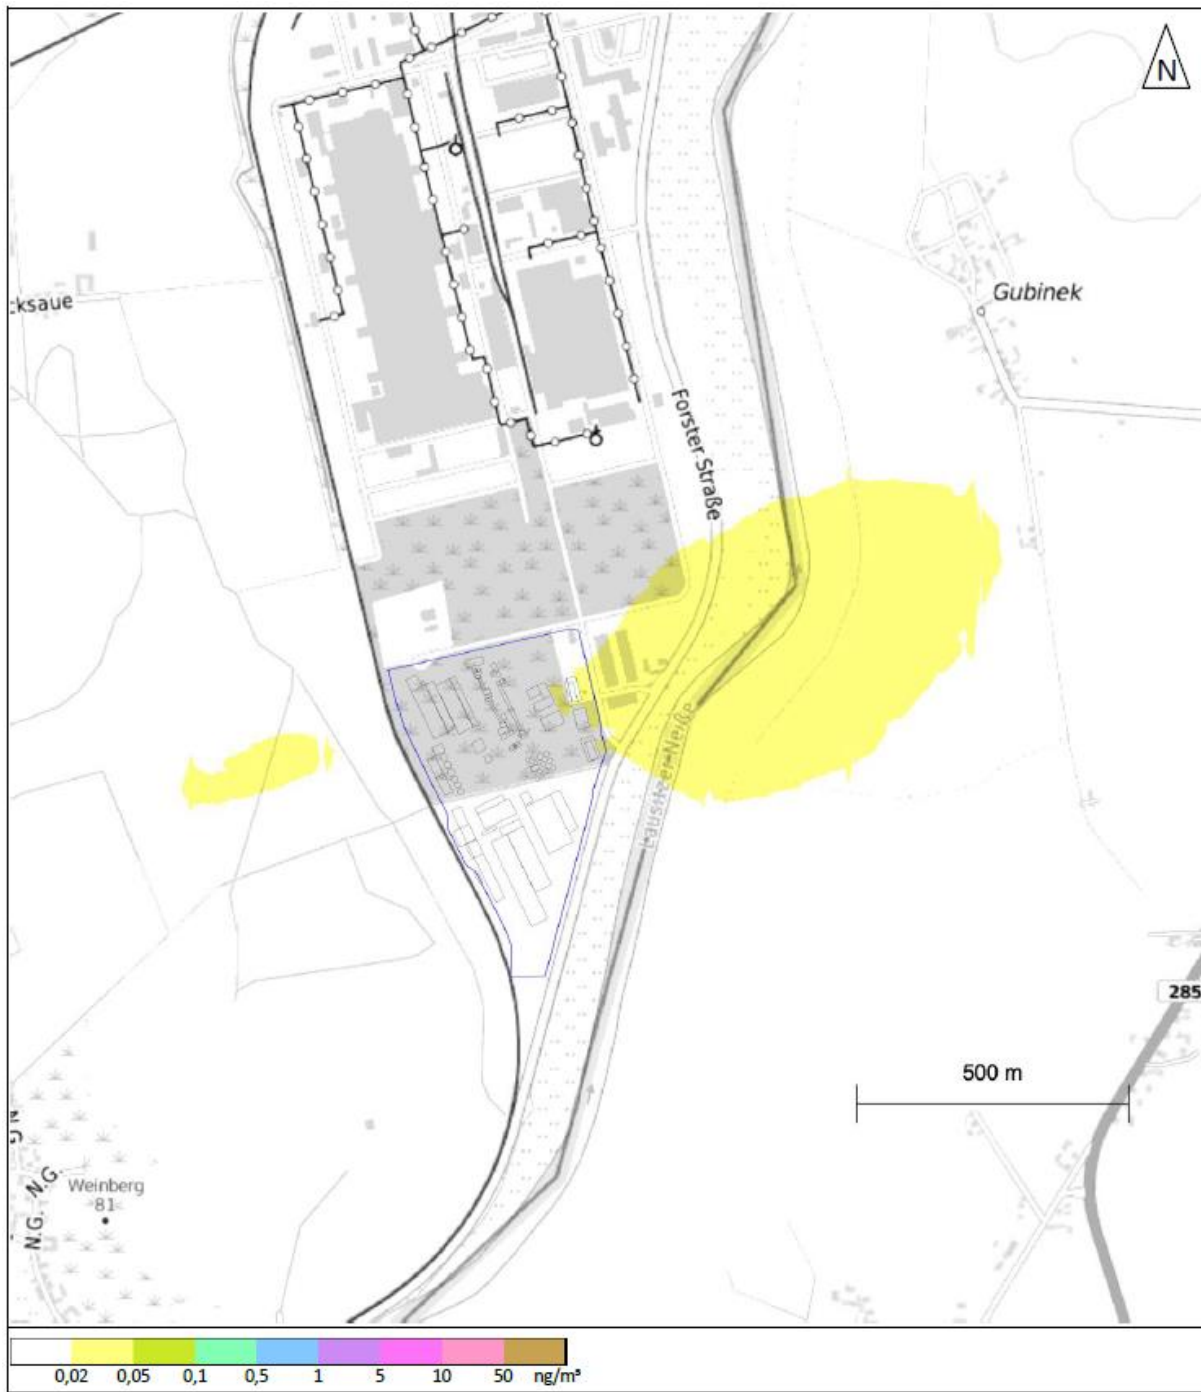 N
cksaue
Gubinek
Forster Straße
Lausitzer Neiße
285
500 m
N.G.
N.G.
N.G.
Weinberg
81
0,02 0,05 0,1 0,5 1 5 10 50 ng/m³